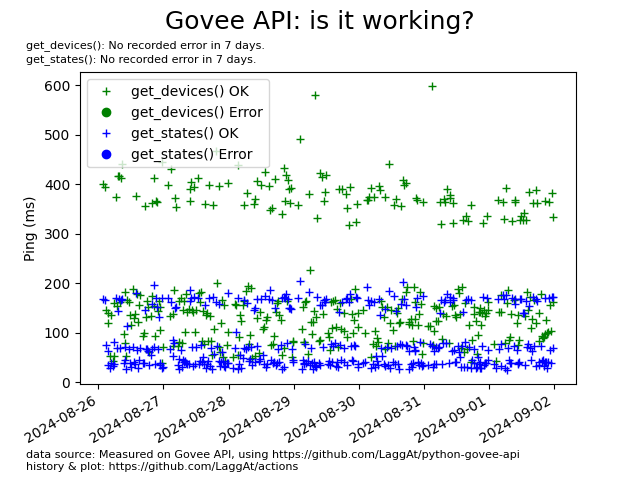 Govee API: is it working?
get_devices(): No recorded error in 7 days.
get_states(): No recorded error in 7 days.
600
500
400
300
200
100
0
Ping (ms)
get_devices() OK
get_devices() Error
get_states() OK
get_states() Error
2024-08-26
2024-08-27
2024-08-28
2024-08-29
2024-08-30
2024-08-31
2024-09-01
2024-09-02
data source: Measured on Govee API, using https://github.com/LaggAt/python-govee-api
history & plot: https://github.com/LaggAt/actions